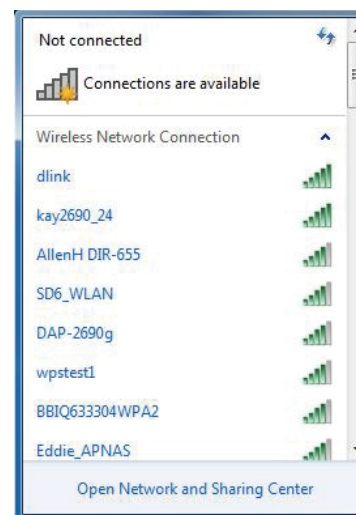 Not connected
Connections are available
Wireless Network Connection
dlink
kay2690_24
AllenH DIR-655
SD6_WLAN
DAP-2690g
wpstest1
BBIQ633304WPA2
Eddie_APNAS
Open Network and Sharing Center